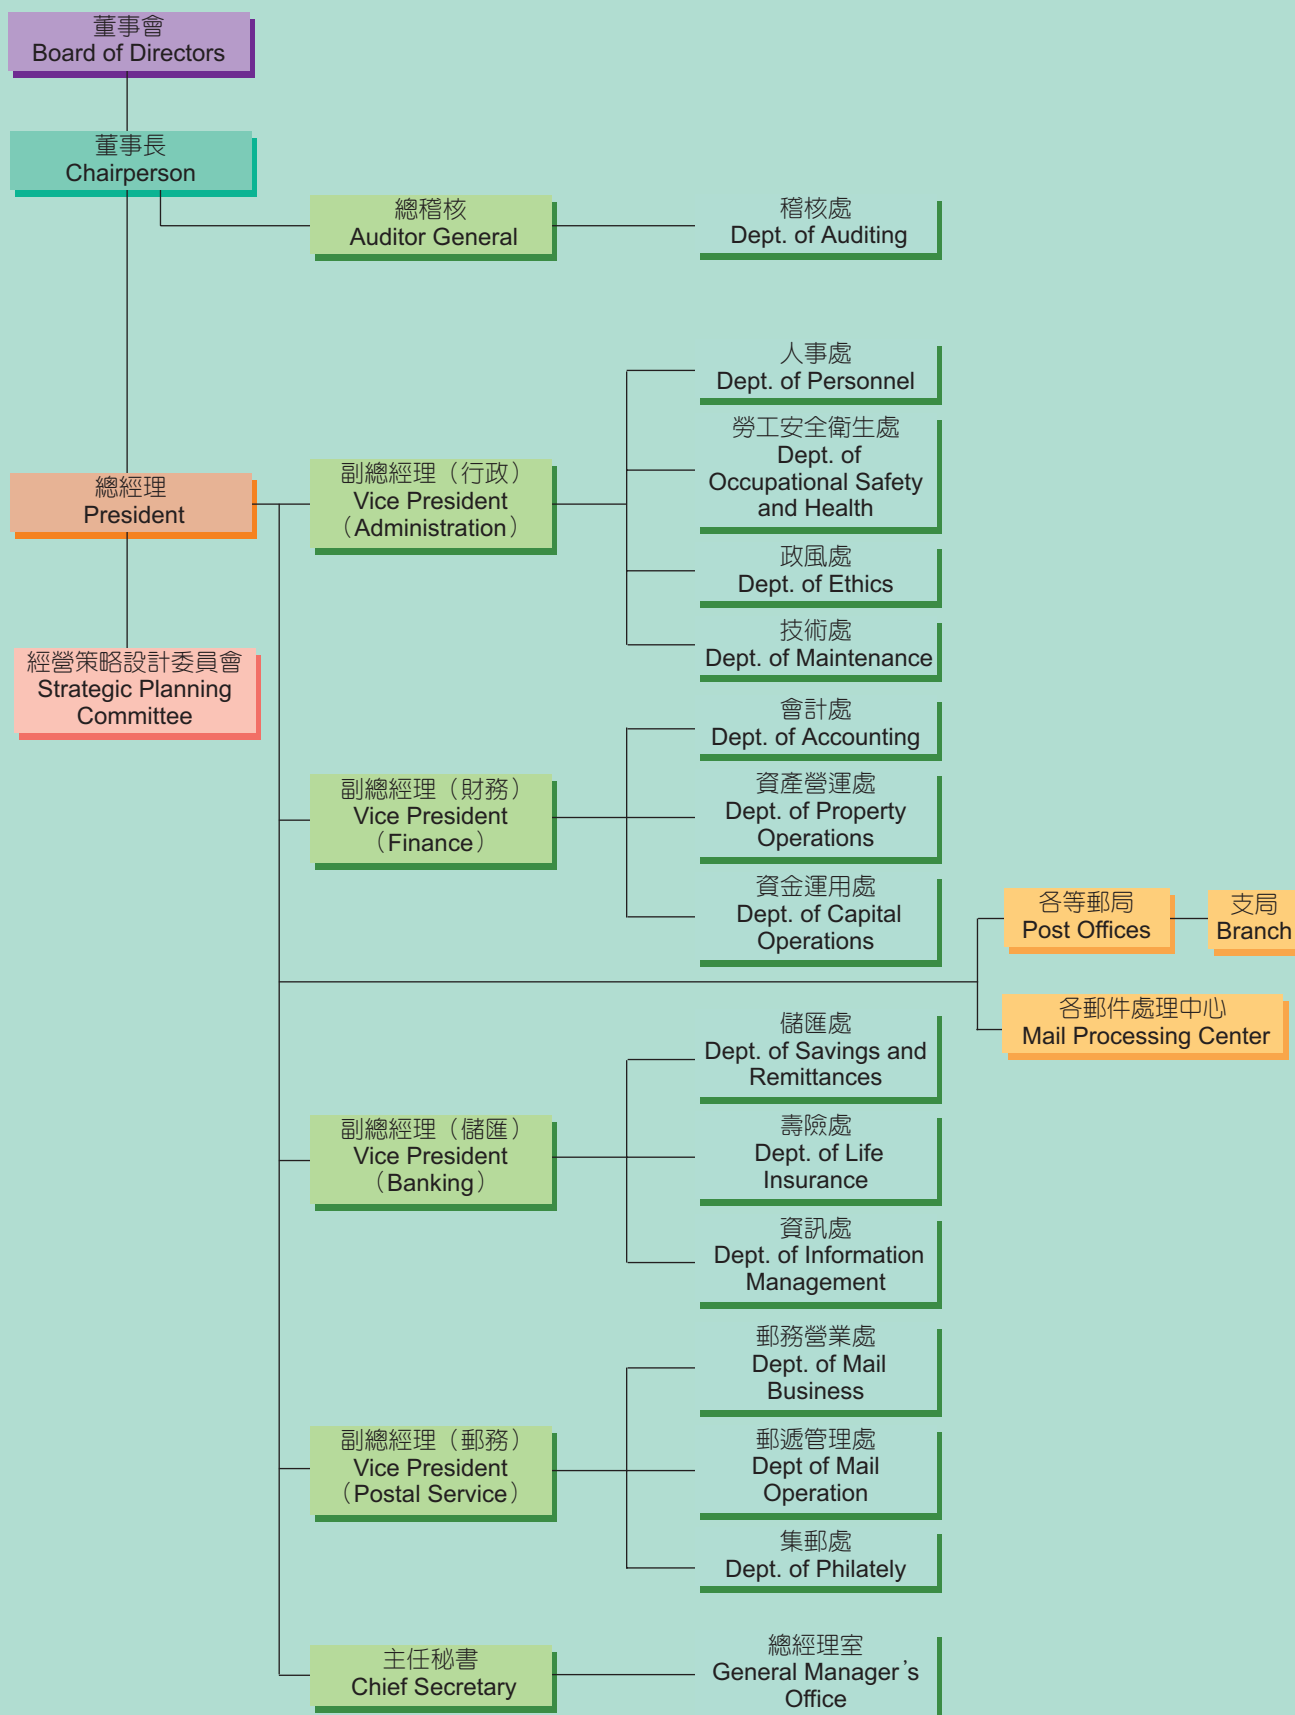 董事會
Board of Directors
董事長
Chairperson
總稽核
Auditor General
稽核處
Dept. of Auditing
總經理
President
經營策略設計委員會
Strategic Planning
Committee
副總經理（行政）
Vice President
（Administration）
人事處
Dept. of Personnel
勞工安全衛生處
Dept. of
Occupational Safety
and Health
政風處
Dept. of Ethics
技術處
Dept. of Maintenance
副總經理（財務）
Vice President
（Finance）
會計處
Dept. of Accounting
資產營運處
Dept. of Property
Operations
資金運用處
Dept. of Capital
Operations
各等郵局
Post Offices
支局
Branch
各郵件處理中心
Mail Processing Center
副總經理（儲匯）
Vice President
（Banking）
儲匯處
Dept. of Savings and
Remittances
壽險處
Dept. of Life
Insurance
資訊處
Dept. of Information
Management
副總經理（郵務）
Vice President
（Postal Service）
郵務營業處
Dept. of Mail
Business
郵遞管理處
Dept of Mail
Operation
集郵處
Dept. of Philately
主任秘書
Chief Secretary
總經理室
General Manager’s
Office